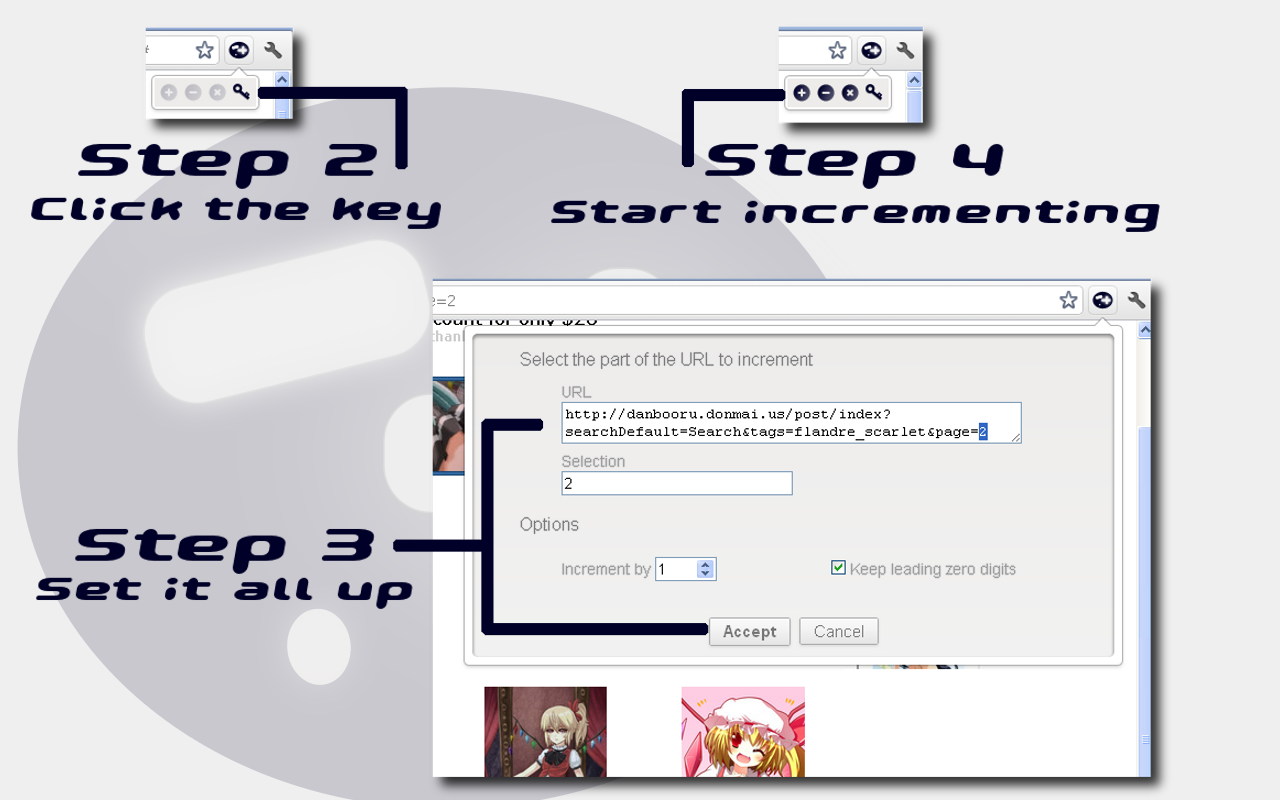 Step 2
Click the key
Step 4
Start incrementing
e=2
count for only $28
thank
Select the part of the URL to increment
URL
http://danbooru.donmai.us/post/index?
searchDefault=Search&tags=flandre_scarlet&page=2
Selection
2
Options
Increment by 1
Keep leading zero digits
Step 3
Set it all up
Accept
Cancel